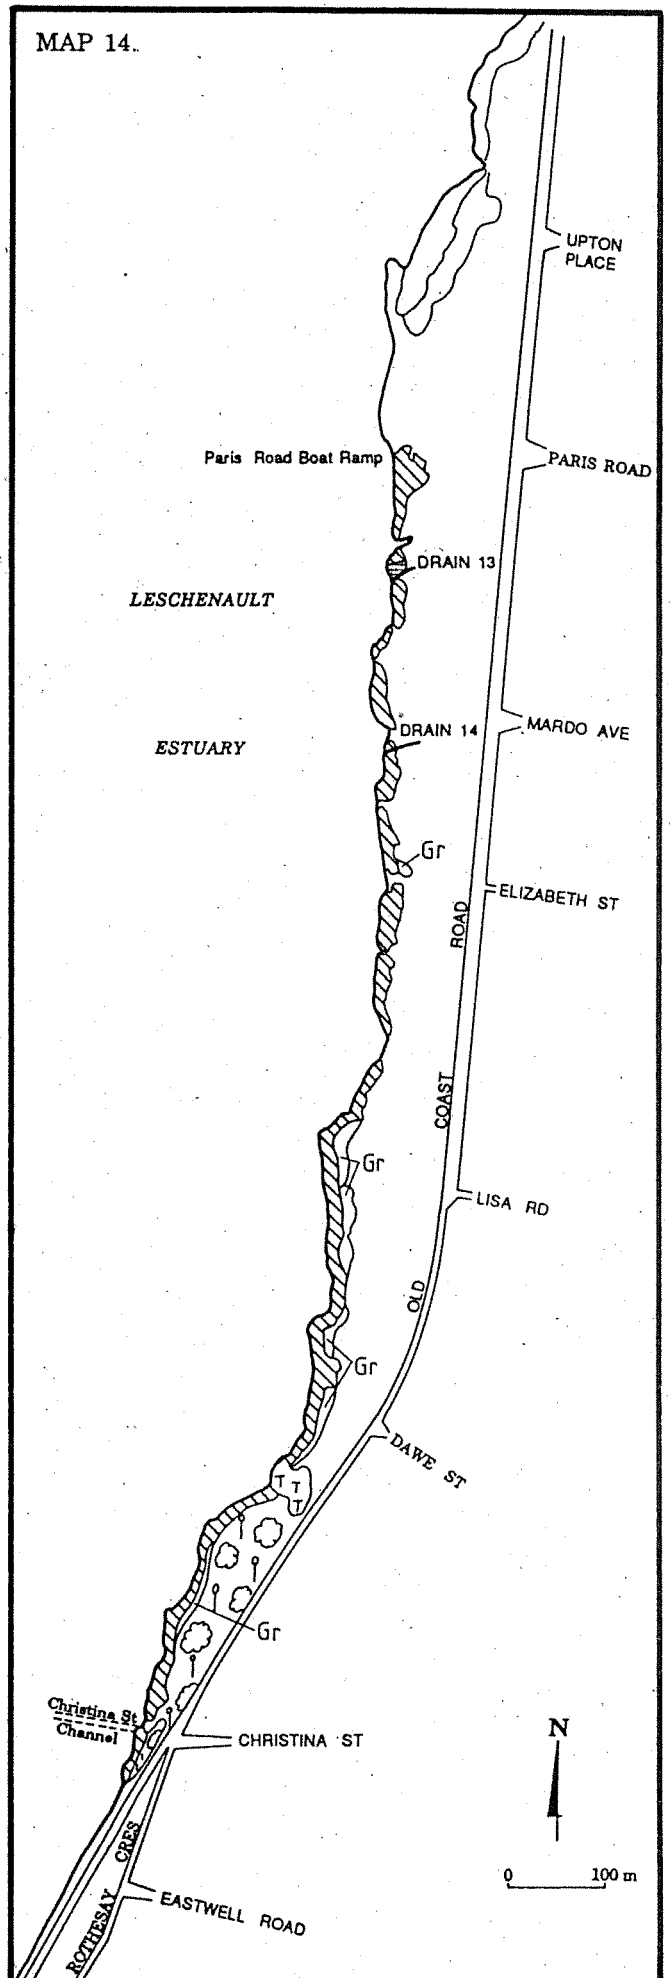 MAP 14.
UPTON
PLACE
Paris Road Boat Ramp
PARIS ROAD
DRAIN 13
LESCHENAULT
MARDO AVE
DRAIN 14
ESTUARY
Gr
ELIZABETH ST
ROAD
COAST
Gr
LISA RD
OLD
Gr
DAWE ST
T
T
T
Gr
Christina St
Channel
CHRISTINA ST
N
CRES
0 100 m
ROTHESAY
EASTWELL ROAD